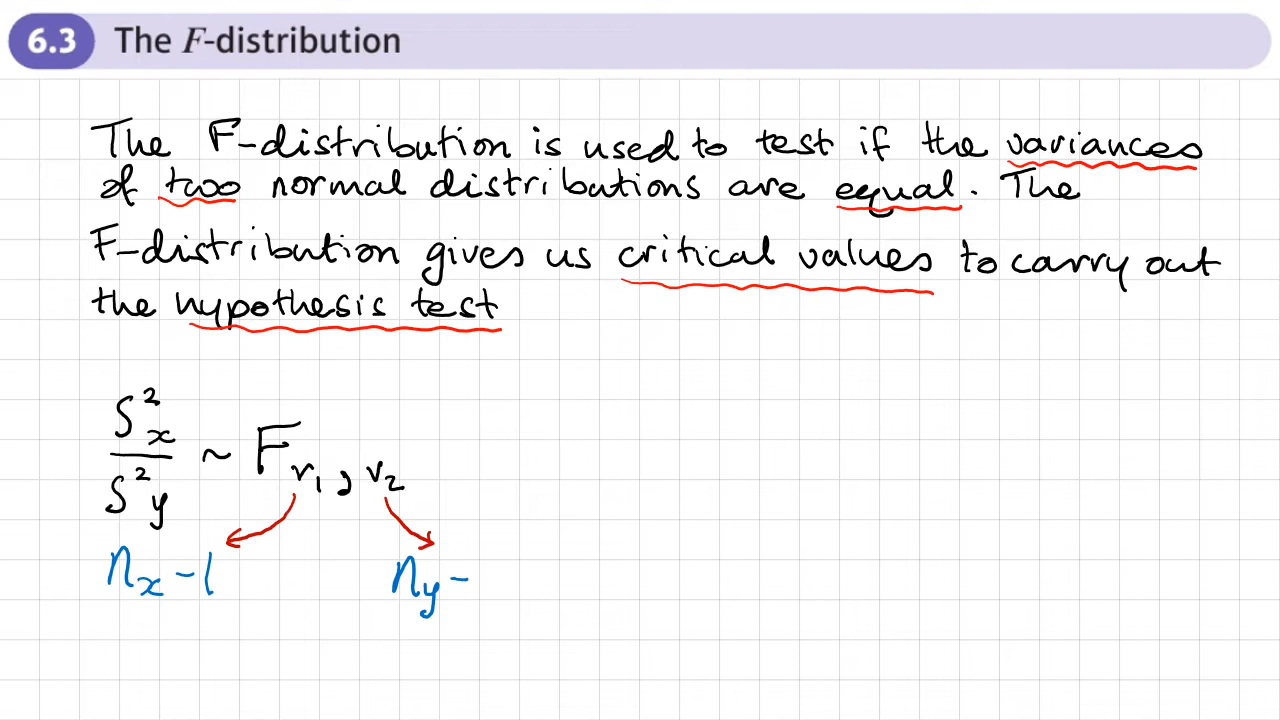 6.3 The F-distribution
The F-distribution is used to test if the variances
of two normal distributions are equal. The
F-distribution gives us critical values to carry out
the hypothesis test
S²x / S²y ~ F v₁, v₂
nx - 1 ny -